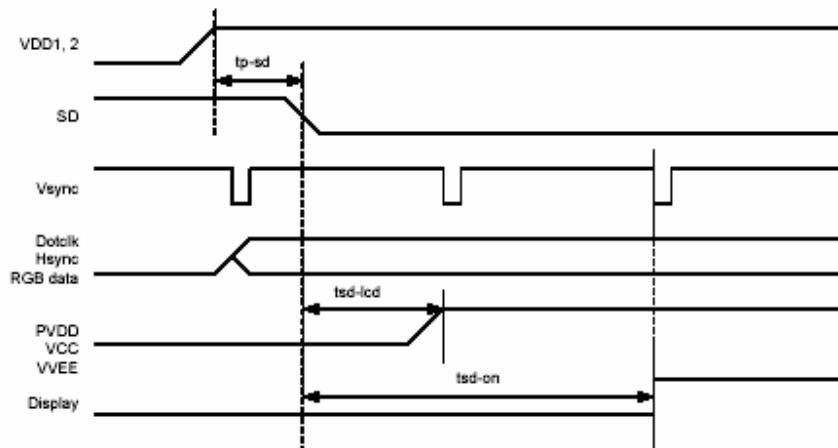 VDD1, 2
tp-sd
SD
Vsync
Dotclk
Hsync
RGB data
tsd-lcd
PVDD
VCC
VVEE
tsd-on
Display